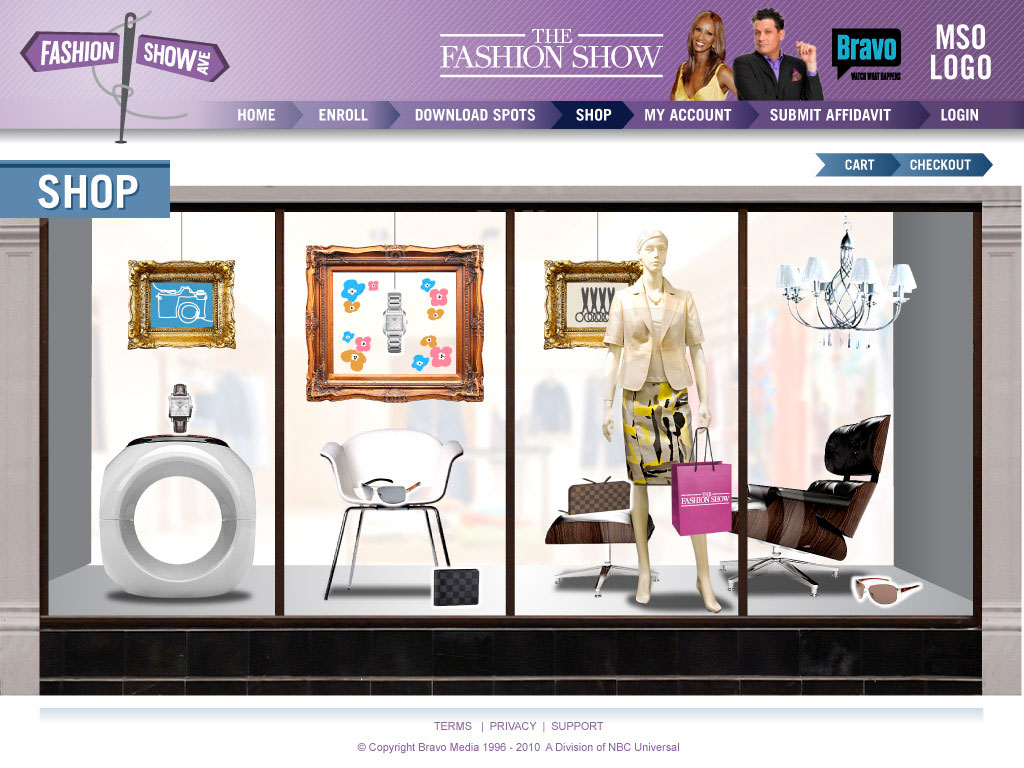 FASHION SHOW AVE
THE
FASHION SHOW
Bravo
WATCH WHAT HAPPENS
MSO
LOGO
HOME ENROLL DOWNLOAD SPOTS SHOP MY ACCOUNT SUBMIT AFFIDAVIT LOGIN
CART CHECKOUT
SHOP
THE
FASHION SHOW
TERMS | PRIVACY | SUPPORT
© Copyright Bravo Media 1996 - 2010 A Division of NBC Universal